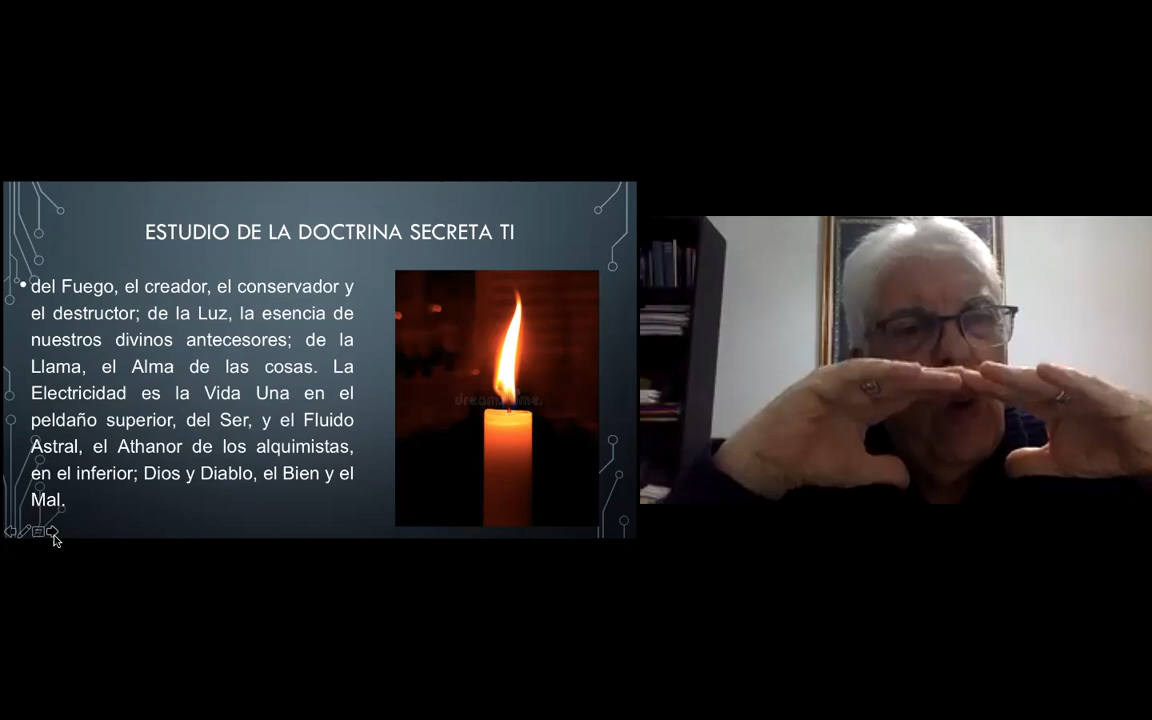 ESTUDIO DE LA DOCTRINA SECRETA TI
• del Fuego, el creador, el conservador y
el destructor; de la Luz, la esencia de
nuestros divinos antecesores; de la
Llama, el Alma de las cosas. La
Electricidad es la Vida Una en el
peldaño superior, del Ser, y el Fluido
Astral, el Athanor de los alquimistas,
en el inferior; Dios y Diablo, el Bien y el
Mal.